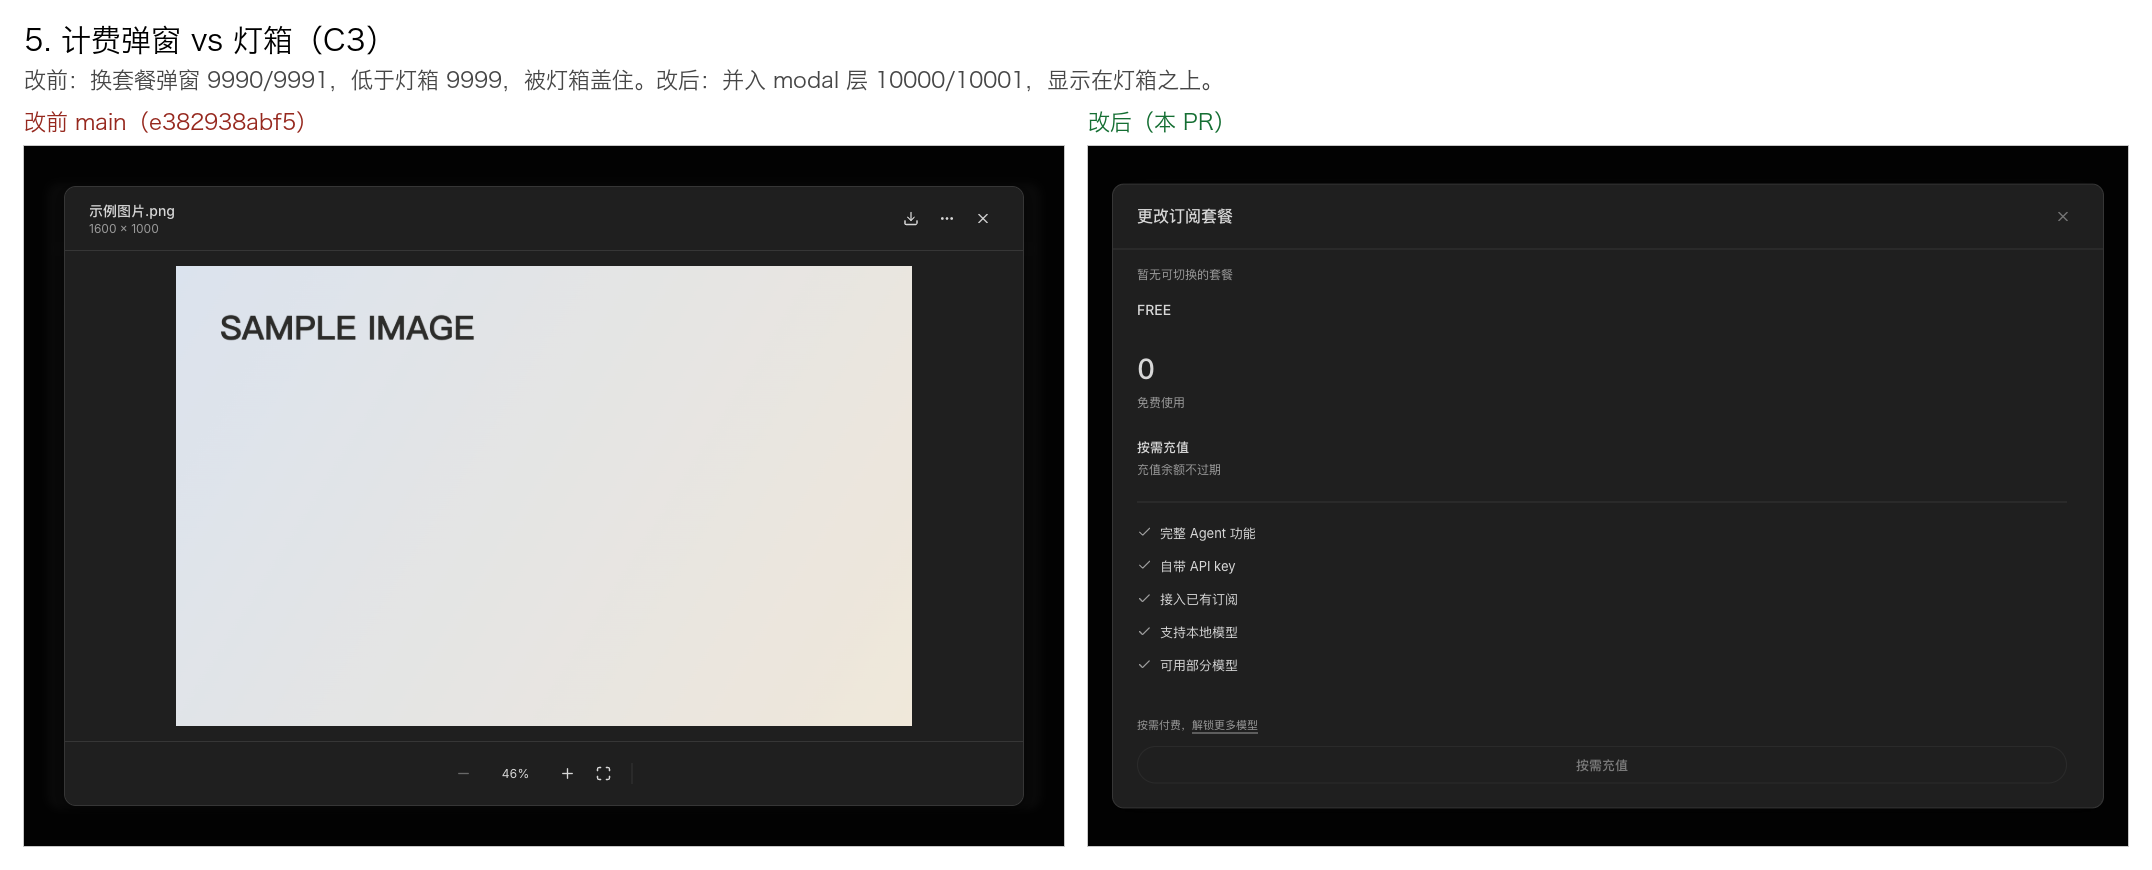 5. 计费弹窗 vs 灯箱（C3）
改前：换套餐弹窗 9990/9991，低于灯箱 9999，被灯箱盖住。改后：并入 modal 层 10000/10001，显示在灯箱之上。
改前 main（e382938abf5）
示例图片.png
1600 × 1000
SAMPLE IMAGE
46%
改后（本 PR）
更改订阅套餐
暂无可切换的套餐
FREE
0
免费使用
按需充值
充值余额不过期
完整 Agent 功能
自带 API key
接入已有订阅
支持本地模型
可用部分模型
按需付费，解锁更多模型
按需充值